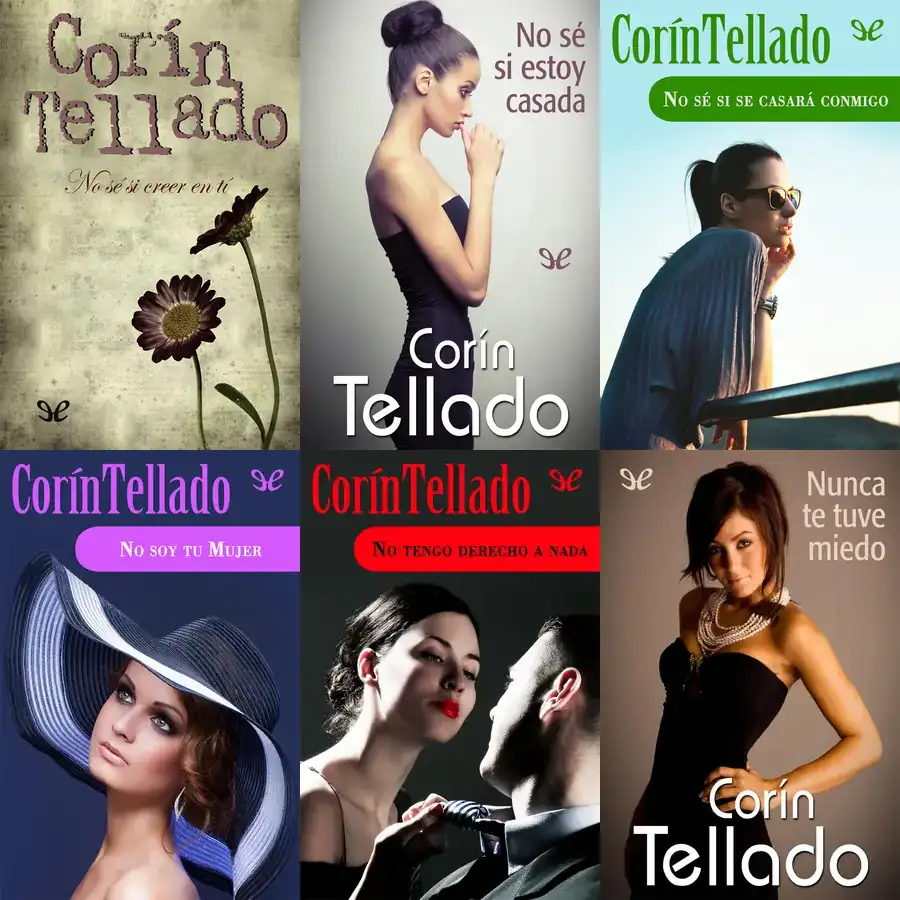 Corín
Tellado
No sé si creer en tí
No sé
si estoy
casada
Corín
Tellado
CorínTellado
No sé si se casará conmigo
CorínTellado
No soy tu Mujer
CorínTellado
No tengo derecho a nada
Nunca
te tuve
miedo
Corín
Tellado